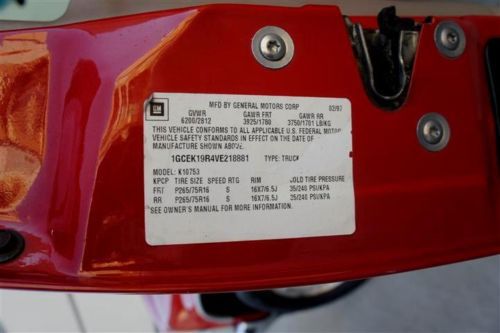 GM
MFD BY GENERAL MOTORS CORP 02/97
GVWR GAWR FRT GAWR RR
6200/2812 3925/1780 3750/1701 LB/KG
THIS VEHICLE CONFORMS TO ALL APPLICABLE U.S. FEDERAL MOTOR
VEHICLE SAFETY STANDARDS IN EFFECT ON THE DATE OF
MANUFACTURE SHOWN ABOVE.
1GCEK19R4VE218881 TYPE: TRUCK
MODEL: K10753
KPCP TIRE SIZE SPEED RTG RIM COLD TIRE PRESSURE
FRT P265/75R16 S 16X7/6.5J 35/240 PSI/KPA
RR P265/75R16 S 16X7/6.5J 35/240 PSI/KPA
SEE OWNER'S MANUAL FOR MORE INFORMATION.